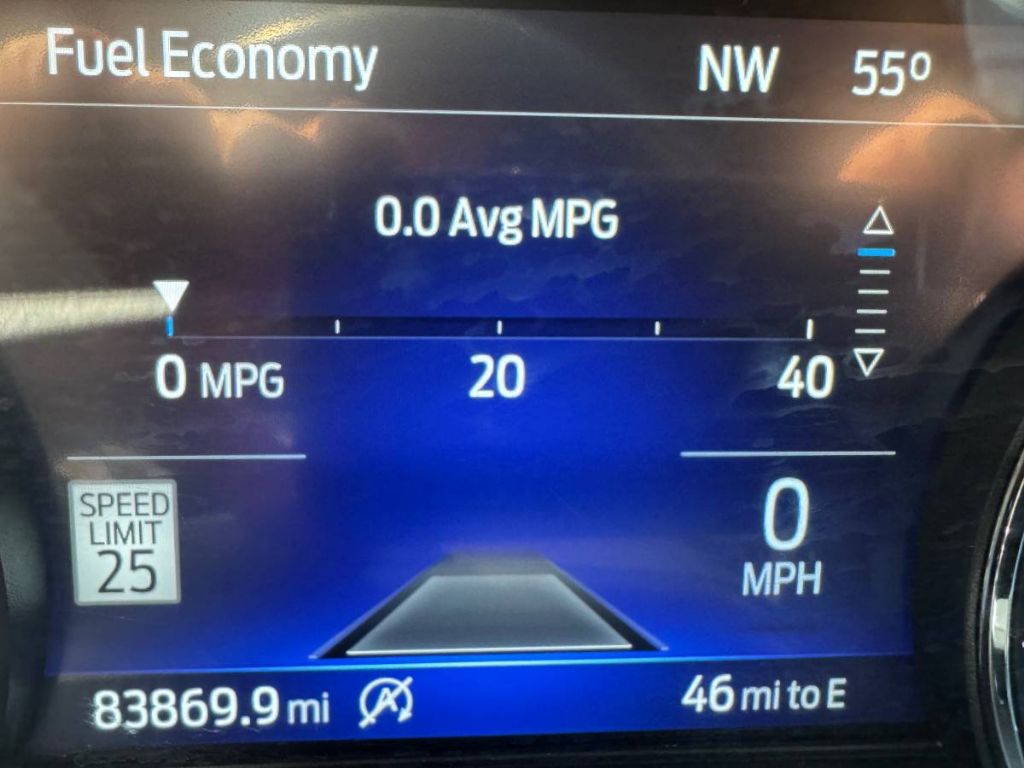 Fuel Economy NW 55°
0.0 Avg MPG
0 MPG 20 40
SPEED
LIMIT
25
0
MPH
83869.9 mi A 46 mi to E